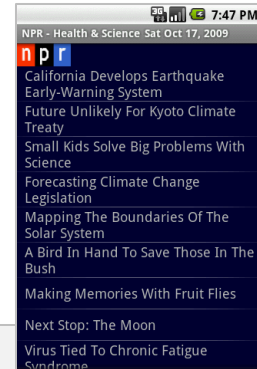 3G 7:47 PM
NPR - Health & Science Sat Oct 17, 2009
n p r
California Develops Earthquake
Early-Warning System
Future Unlikely For Kyoto Climate
Treaty
Small Kids Solve Big Problems With
Science
Forecasting Climate Change
Legislation
Mapping The Boundaries Of The
Solar System
A Bird In Hand To Save Those In The
Bush
Making Memories With Fruit Flies
Next Stop: The Moon
Virus Tied To Chronic Fatigue
Syndrome